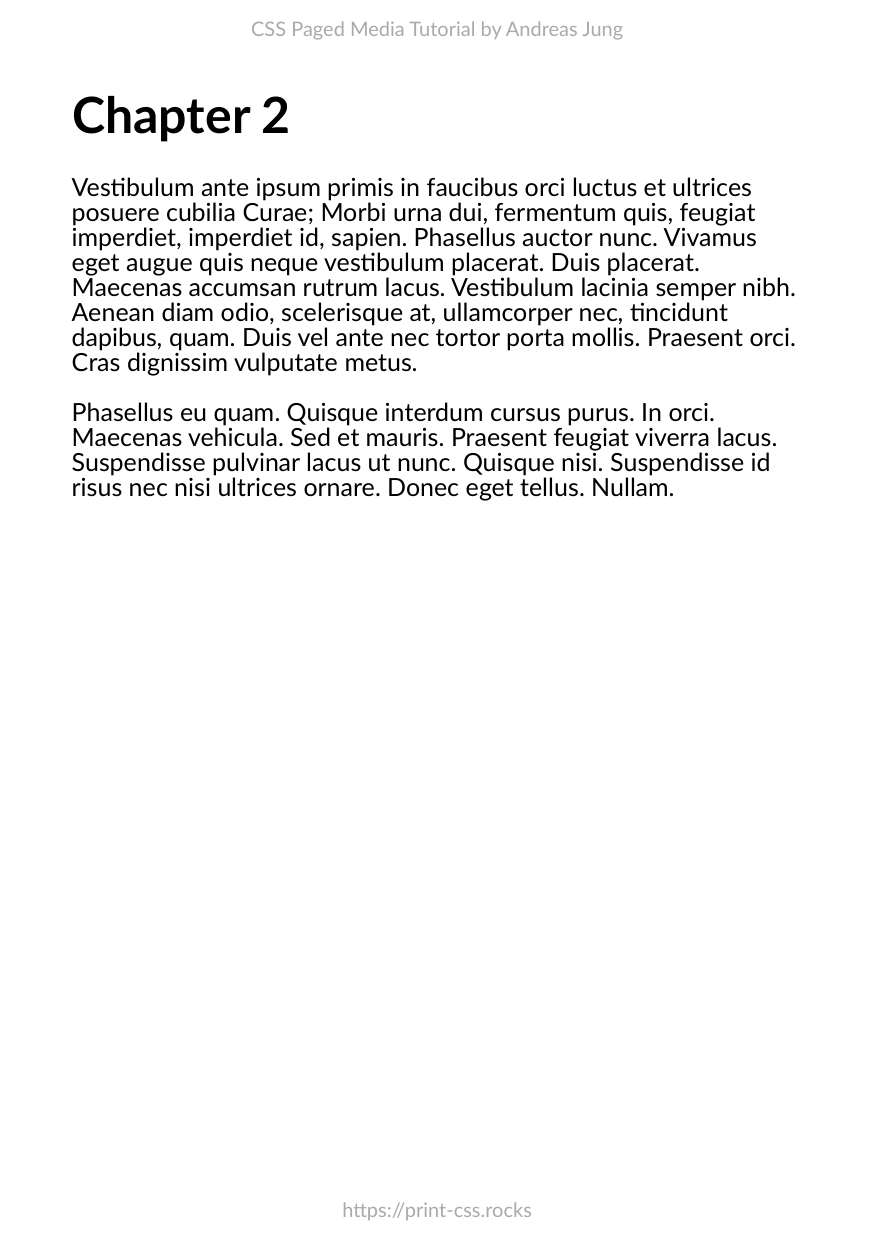 CSS Paged Media Tutorial by Andreas Jung
Chapter 2
Vestibulum ante ipsum primis in faucibus orci luctus et ultrices
posuere cubilia Curae; Morbi urna dui, fermentum quis, feugiat
imperdiet, imperdiet id, sapien. Phasellus auctor nunc. Vivamus
eget augue quis neque vestibulum placerat. Duis placerat.
Maecenas accumsan rutrum lacus. Vestibulum lacinia semper nibh.
Aenean diam odio, scelerisque at, ullamcorper nec, tincidunt
dapibus, quam. Duis vel ante nec tortor porta mollis. Praesent orci.
Cras dignissim vulputate metus.
Phasellus eu quam. Quisque interdum cursus purus. In orci.
Maecenas vehicula. Sed et mauris. Praesent feugiat viverra lacus.
Suspendisse pulvinar lacus ut nunc. Quisque nisi. Suspendisse id
risus nec nisi ultrices ornare. Donec eget tellus. Nullam.
https://print-css.rocks